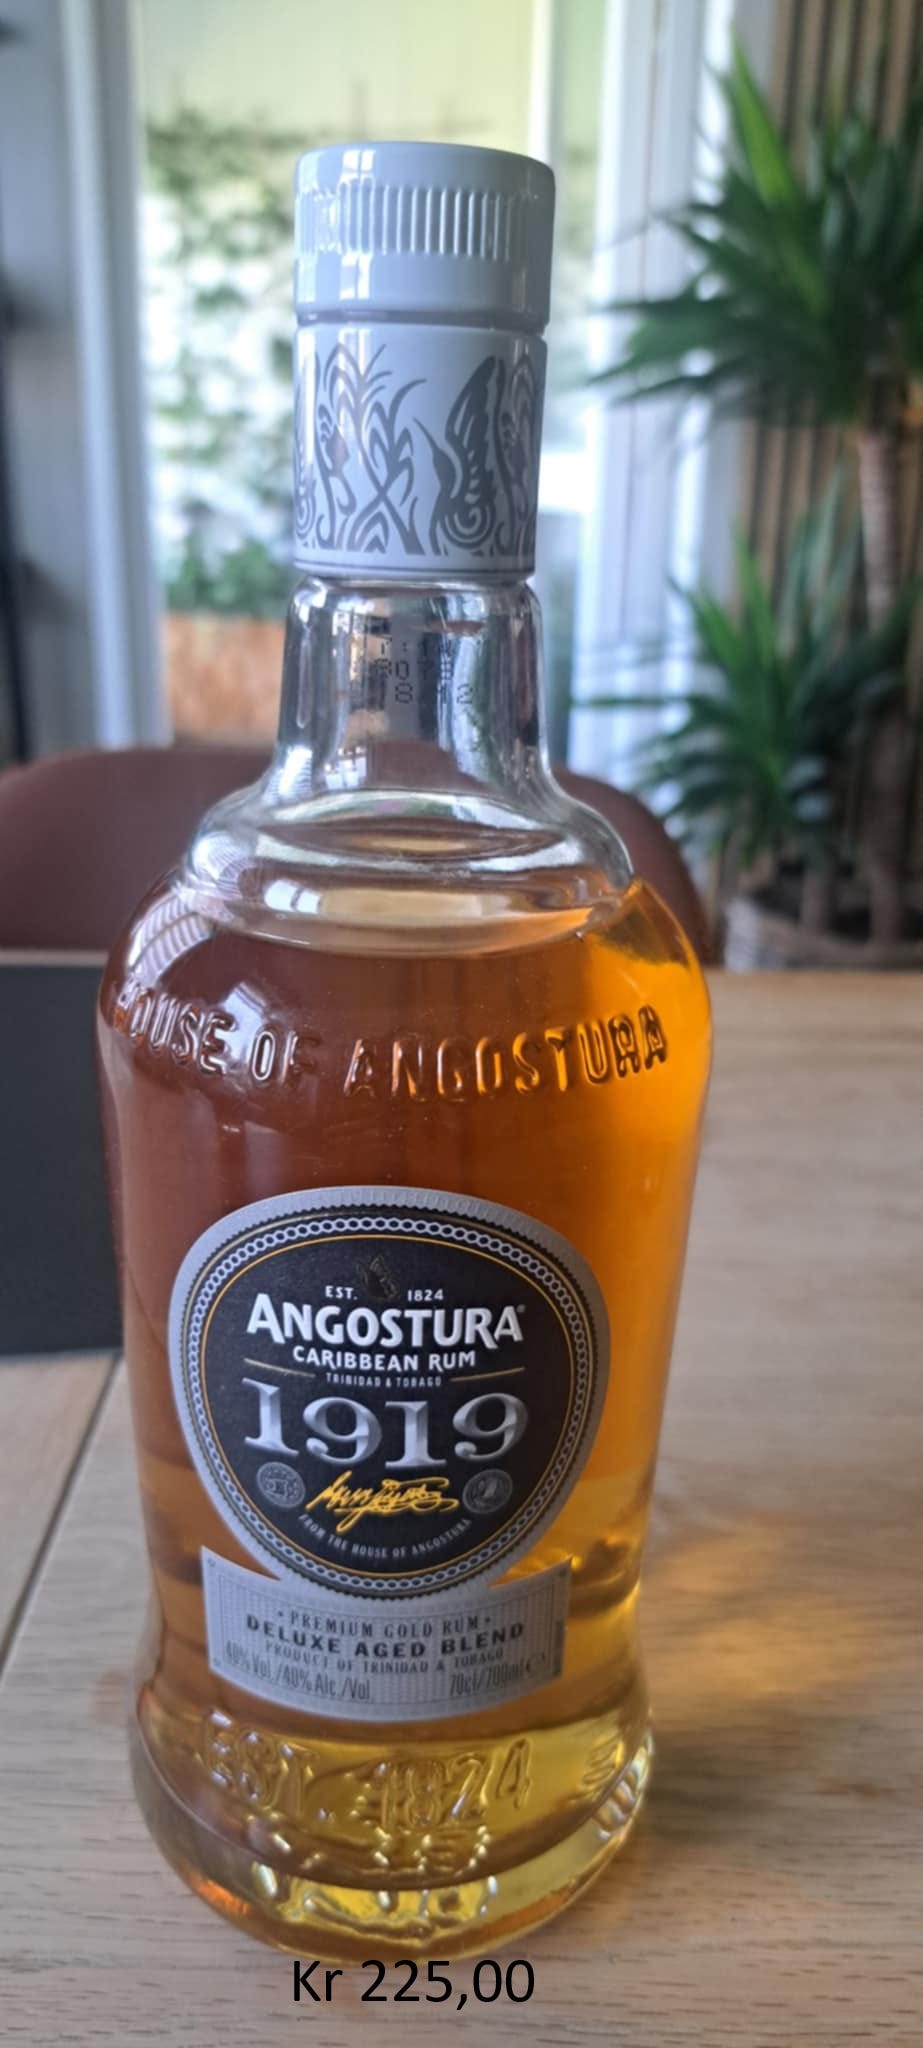 HOUSE OF ANGOSTURA
EST. 1824
ANGOSTURA®
CARIBBEAN RUM
TRINIDAD & TOBAGO
1919
FROM THE HOUSE OF ANGOSTURA
• PREMIUM GOLD RUM •
DELUXE AGED BLEND
PRODUCT OF TRINIDAD & TOBAGO
40% Vol./40% Alc./Vol. 70cl/700ml e
EST. 1824
Kr 225,00